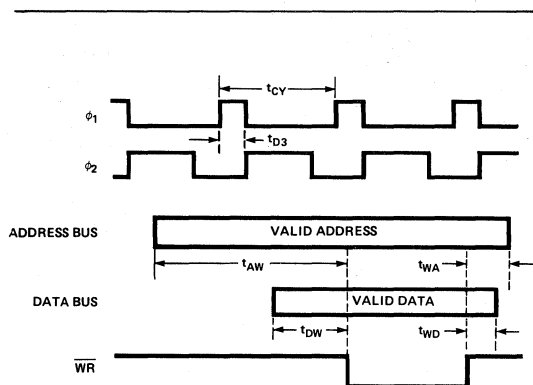 tCY
ϕ1
tD3
ϕ2
ADDRESS BUS
VALID ADDRESS
tAW
tWA
DATA BUS
VALID DATA
tDW
tWD
WR